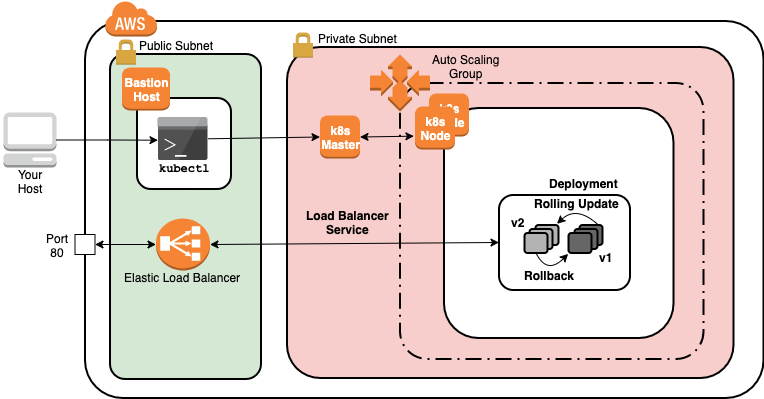 AWS
Public Subnet
Private Subnet
Auto Scaling
Group
Bastion
Host
k8s
Node
k8s
Master
kubectl
Your
Host
Deployment
Rolling Update
v2
v1
Rollback
Load Balancer
Service
Port
80
Elastic Load Balancer